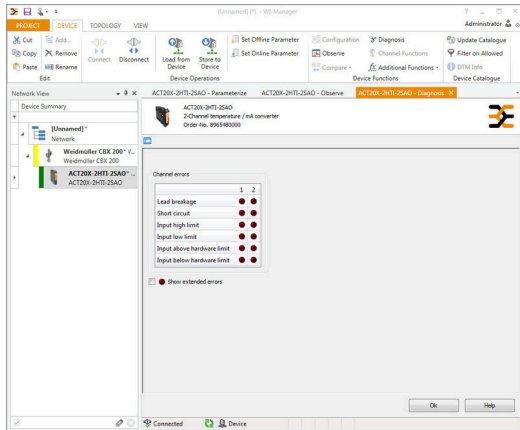 [Unnamed] (*) - WI-Manager
PROJECT DEVICE TOPOLOGY VIEW
Administrator
Cut Add...
Copy Remove
Paste Rename
Edit
Connect Disconnect
Load from Device
Store to Device
Set Offline Parameter
Set Online Parameter
Device Operations
Configuration Diagnosis
Observe Channel Functions
Compare Additional Functions
Device Functions
Update Catalogue
Filter on Allowed
DTM Info
Device Catalogue
Network View
Device Summary
[Unnamed]*
Network
Weidmüller CBX 200* //...
Weidmüller CBX 200
ACT20X-2HTI-2SAO* ...
ACT20X-2HTI-2SAO
ACT20X-2HTI-2SAO - Parameterize ACT20X-2HTI-2SAO - Observe ACT20X-2HTI-2SAO - Diagnosis
ACT20X-2HTI-2SAO
2-Channel temperature / mA converter
Order-No. 8965480000
Channel errors
1 2
Lead breakage
Short circuit
Input high limit
Input low limit
Input above hardware limit
Input below hardware limit
Show extended errors
Ok Help
Connected Device